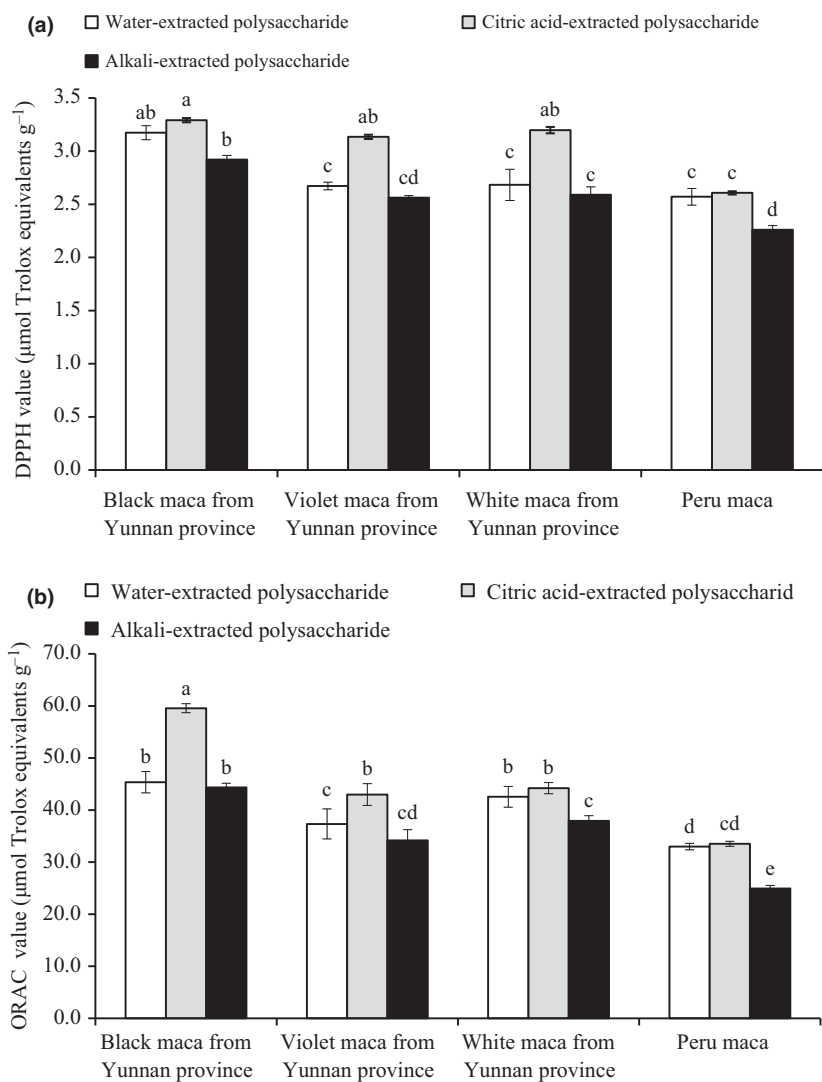 (a)
Water-extracted polysaccharide
Citric acid-extracted polysaccharide
Alkali-extracted polysaccharide
DPPH value (μmol Trolox equivalents g⁻¹)
3.5
3.0
2.5
2.0
1.5
1.0
0.5
0.0
ab a b
c ab cd
c ab c
c c d
Black maca from
Yunnan province
Violet maca from
Yunnan province
White maca from
Yunnan province
Peru maca
(b)
Water-extracted polysaccharide
Citric acid-extracted polysaccharid
Alkali-extracted polysaccharide
ORAC value (μmol Trolox equivalents g⁻¹)
70.0
60.0
50.0
40.0
30.0
20.0
10.0
0.0
b a b
c b cd
b b c
d cd e
Black maca from
Yunnan province
Violet maca from
Yunnan province
White maca from
Yunnan province
Peru maca